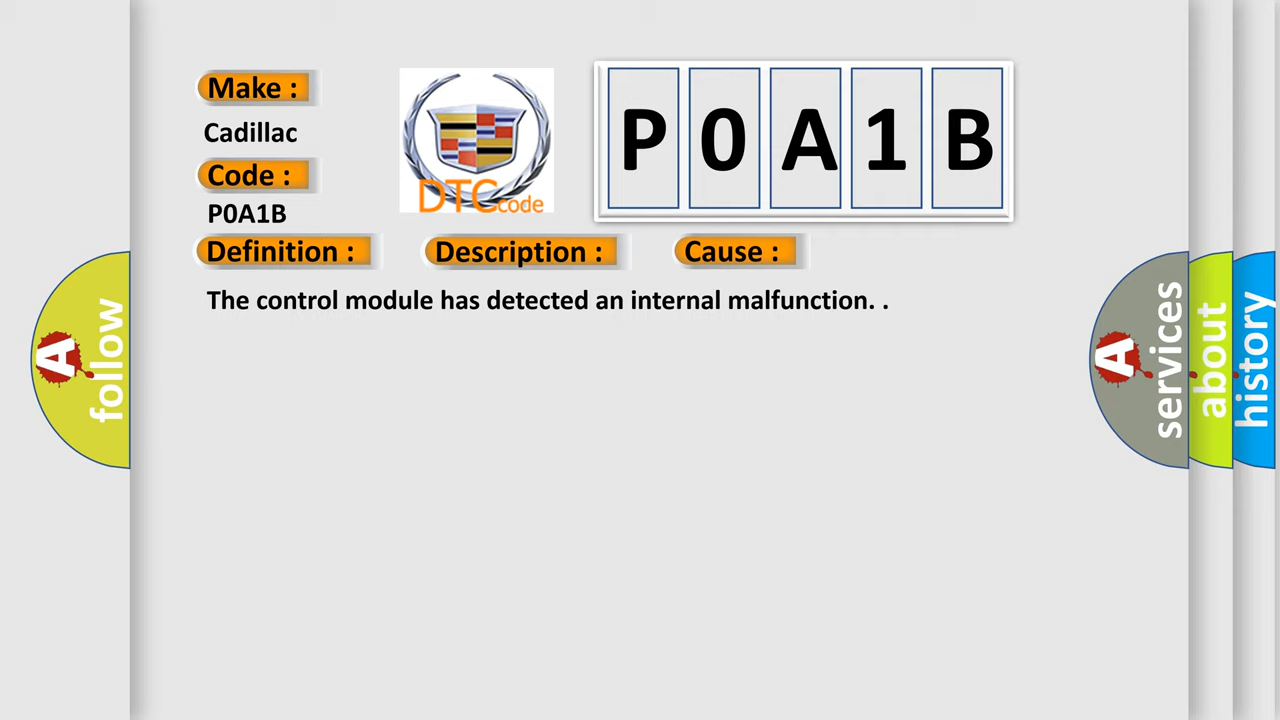 Make :
Cadillac
Code :
P0A1B
DTC code
P 0 A 1 B
Definition :
Description :
Cause :
The control module has detected an internal malfunction. .
A follow
A services
about
history